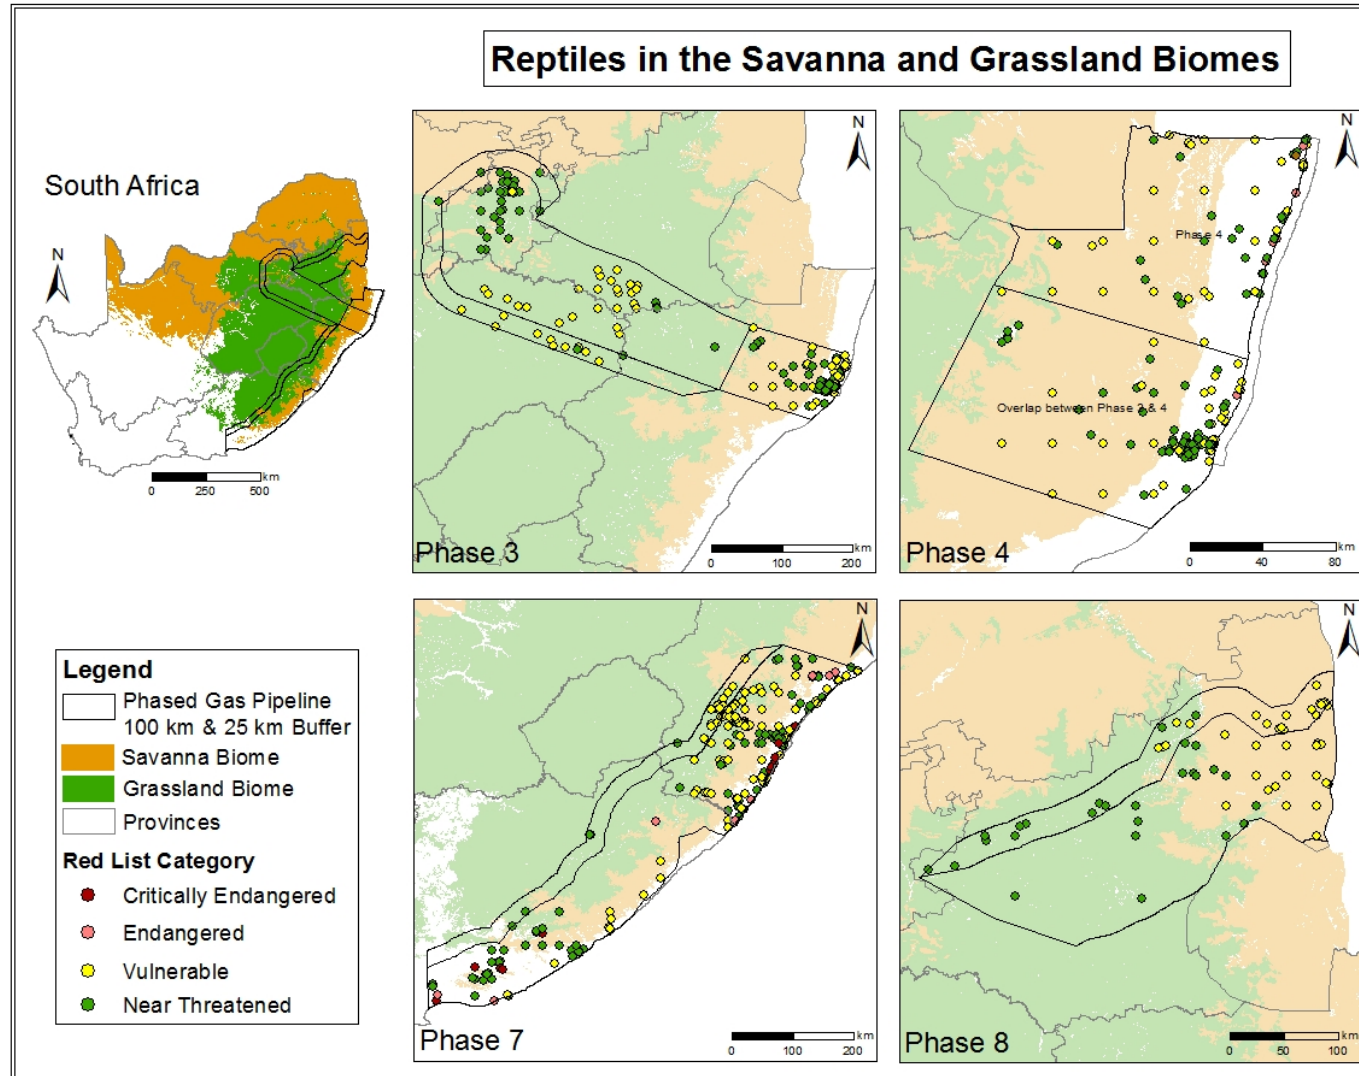 Reptiles in the Savanna and Grassland Biomes
South Africa
N
0 250 500 km
N
Phase 3
0 100 200 km
N
Phase 4
Overlap between Phase 3 & 4
Phase 4
0 40 80 km
Legend
Phased Gas Pipeline
100 km & 25 km Buffer
Savanna Biome
Grassland Biome
Provinces
Red List Category
Critically Endangered
Endangered
Vulnerable
Near Threatened
N
Phase 7
0 100 200 km
N
Phase 8
0 50 100 km